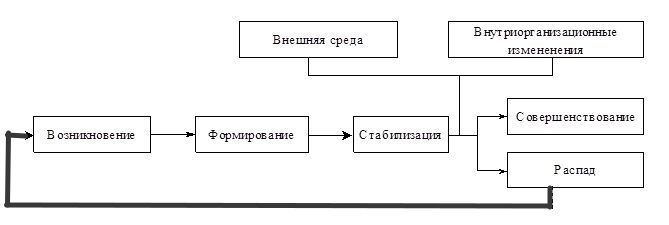 Внешняя среда
Внутриорганизационные
изменения
Совершенствование
Возникновение
Формирование
Стабилизация
Распад